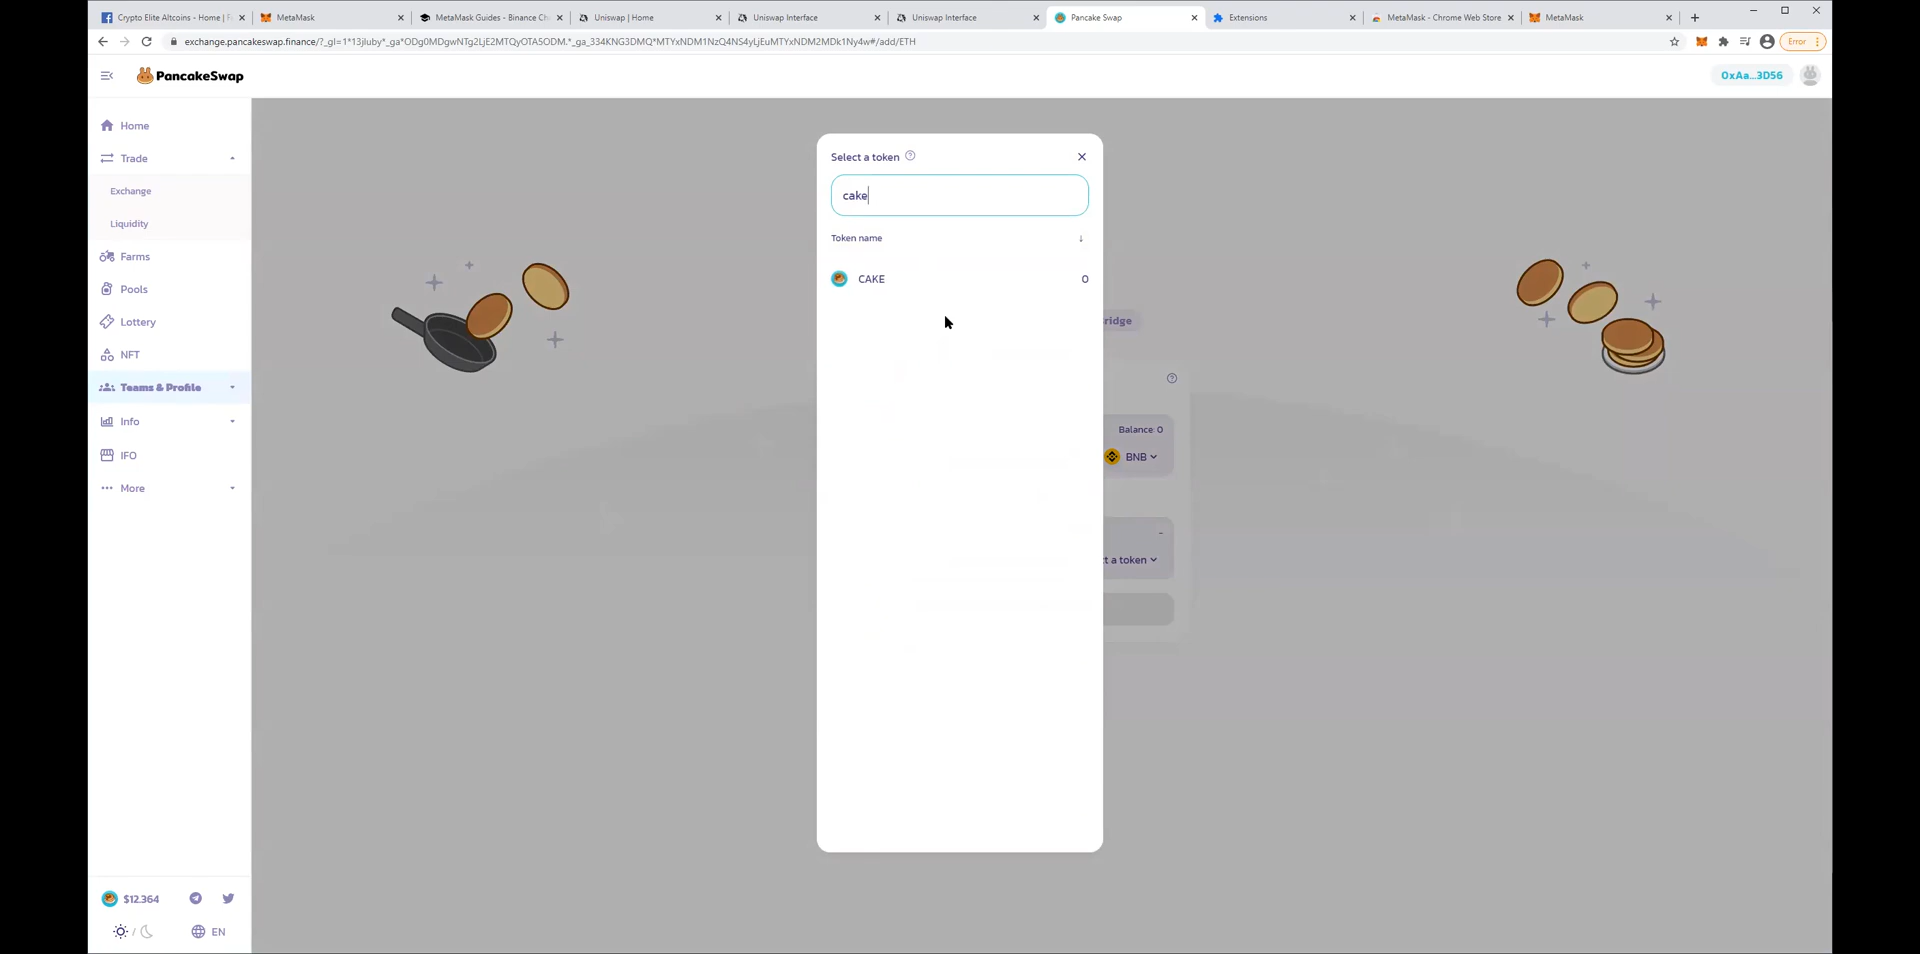 Crypto Elite Altcoins - Home | F
MetaMask
MetaMask Guides - Binance Ch
Uniswap | Home
Uniswap Interface
Uniswap Interface
Pancake Swap
Extensions
MetaMask - Chrome Web Store
MetaMask
exchange.pancakeswap.finance/?_gl=1*13jluby*_ga*ODg0MDgwNTg2LjE2MTQyOTA5ODM.*_ga_334KNG3DMQ*MTYxNDM1NzQ4NS4yLjEuMTYxNDM2MDk1Ny4w#/add/ETH
Error
PancakeSwap
0xAa...3D56
Home
Trade
Exchange
Liquidity
Farms
Pools
Lottery
NFT
Teams & Profile
Info
IFO
More
$12.364
EN
Select a token
cake
Token name
CAKE 0
ridge
Balance: 0
BNB
-
t a token